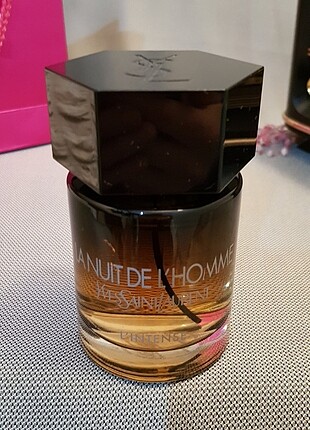 LA NUIT DE L'HOMME
YVES SAINT LAURENT
L'INTENSE